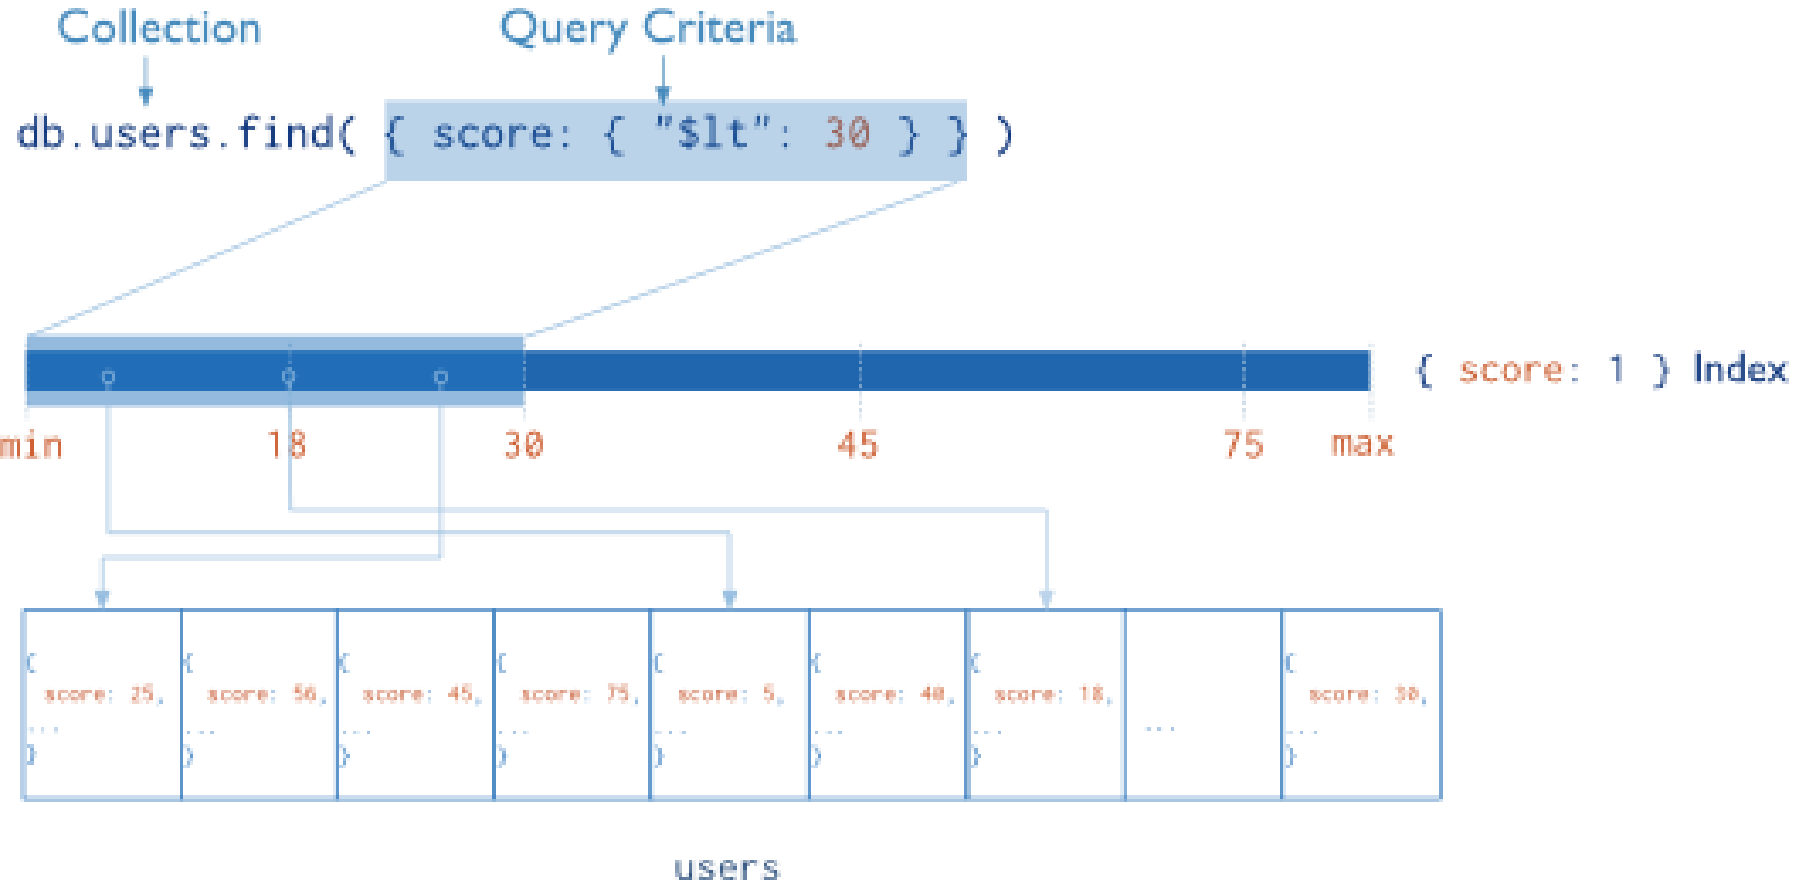 Collection Query Criteria
db.users.find( { score: { "$lt": 30 } } )
{ score: 1 } Index
min 18 30 45 75 max
{ { { { { { { {
score: 25, score: 56, score: 45, score: 75, score: 5, score: 40, score: 18, score: 30,
... ... ... ... ... ... ... ... ...
} } } } } } } }
users